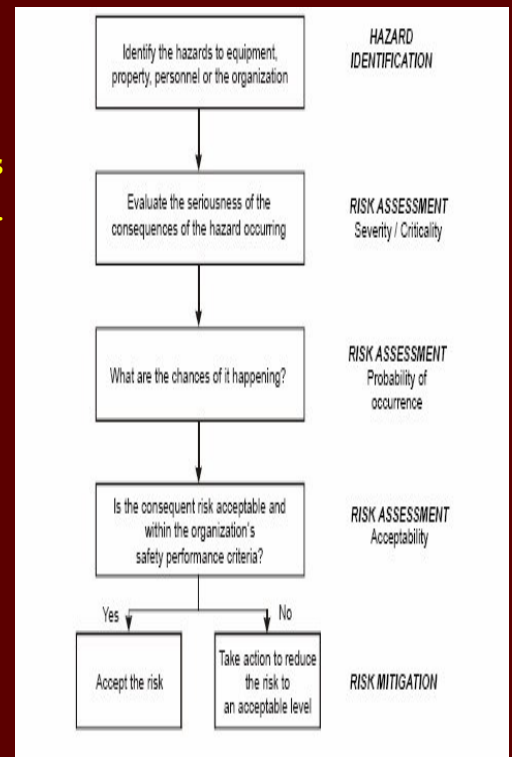 Identify the hazards to equipment,
property, personnel or the organization
HAZARD
IDENTIFICATION
Evaluate the seriousness of the
consequences of the hazard occurring
RISK ASSESSMENT
Severity / Criticality
What are the chances of it happening?
RISK ASSESSMENT
Probability of
occurrence
Is the consequent risk acceptable and
within the organization's
safety performance criteria?
RISK ASSESSMENT
Acceptability
Yes
No
Accept the risk
Take action to reduce
the risk to
an acceptable level
RISK MITIGATION